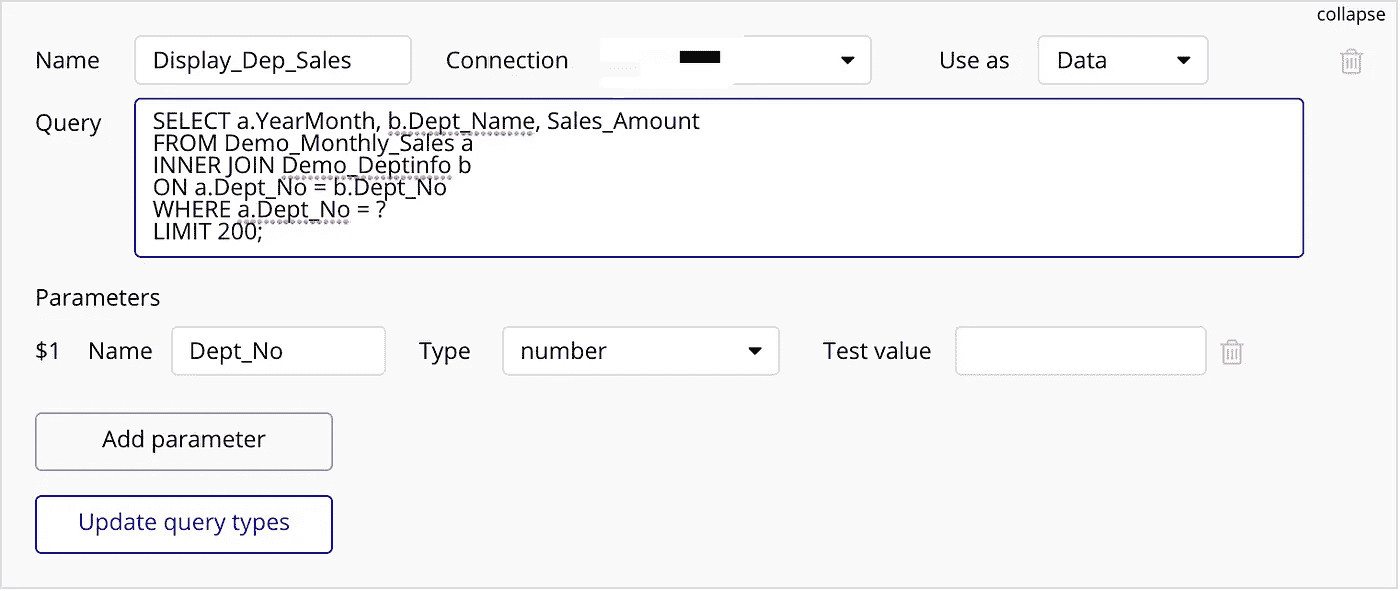 collapse
Name Display_Dep_Sales Connection Use as Data
Query
SELECT a.YearMonth, b.Dept_Name, Sales_Amount
FROM Demo_Monthly_Sales a
INNER JOIN Demo_Deptinfo b
ON a.Dept_No = b.Dept_No
WHERE a.Dept_No = ?
LIMIT 200;
Parameters
$1 Name Dept_No Type number Test value
Add parameter
Update query types